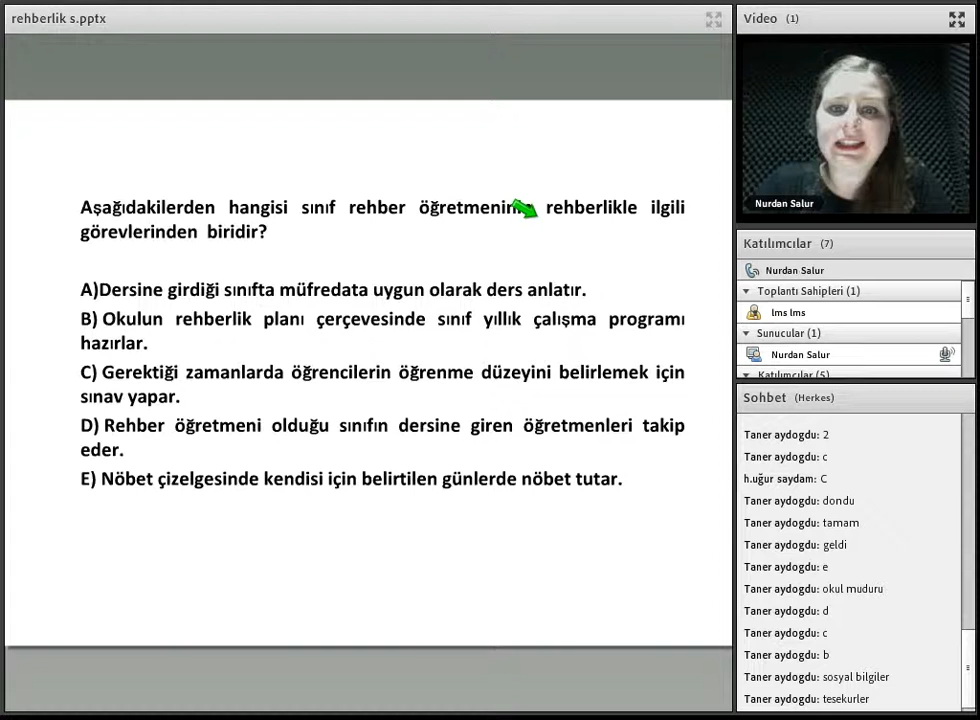 rehberlik s.pptx
Aşağıdakilerden hangisi sınıf rehber öğretmenin rehberlikle ilgili
görevlerinden biridir?
A)Dersine girdiği sınıfta müfredata uygun olarak ders anlatır.
B) Okulun rehberlik planı çerçevesinde sınıf yıllık çalışma programı
hazırlar.
C) Gerektiği zamanlarda öğrencilerin öğrenme düzeyini belirlemek için
sınav yapar.
D) Rehber öğretmeni olduğu sınıfın dersine giren öğretmenleri takip
eder.
E) Nöbet çizelgesinde kendisi için belirtilen günlerde nöbet tutar.
Video (1)
Nurdan Salur
Katılımcılar (7)
Nurdan Salur
Toplantı Sahipleri (1)
lms lms
Sunucular (1)
Nurdan Salur
Katılımcılar (5)
Sohbet (Herkes)
Taner aydogdu: 2
Taner aydogdu: c
h.uğur saydam: C
Taner aydogdu: dondu
Taner aydogdu: tamam
Taner aydogdu: geldi
Taner aydogdu: e
Taner aydogdu: okul muduru
Taner aydogdu: d
Taner aydogdu: c
Taner aydogdu: b
Taner aydogdu: sosyal bilgiler
Taner aydogdu: tesekurler